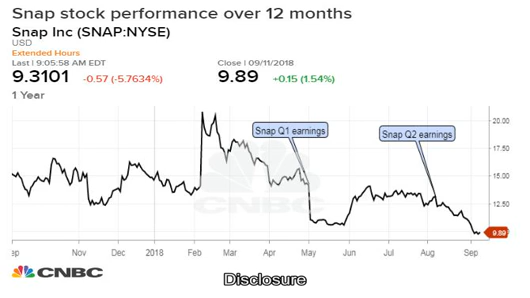 Snap stock performance over 12 months
Snap Inc (SNAP:NYSE)
USD
Extended Hours
Last | 9:05:58 AM EDT
Close | 09/11/2018
9.3101 -0.57 (-5.7634%)
9.89 +0.15 (1.54%)
1 Year
Snap Q1 earnings
Snap Q2 earnings
20.00
17.50
15.00
12.50
9.89
CNBC
Nov
Dec
2018
Feb
Mar
Apr
May
Jun
Jul
Aug
Sep
CNBC
Disclosure